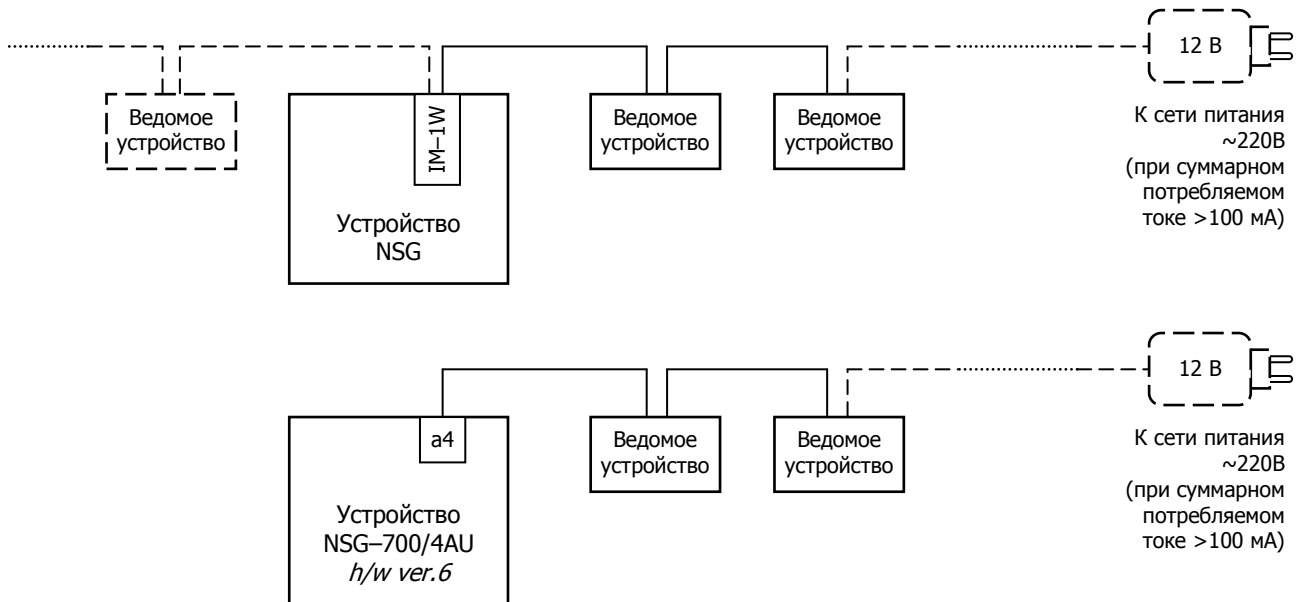 12 В
Ведомое
устройство
IM–1W
Ведомое
устройство
Ведомое
устройство
К сети питания
~220В
(при суммарном
потребляемом
токе >100 мА)
Устройство
NSG
12 В
a4
Ведомое
устройство
Ведомое
устройство
К сети питания
~220В
(при суммарном
потребляемом
токе >100 мА)
Устройство
NSG–700/4AU
h/w ver.6